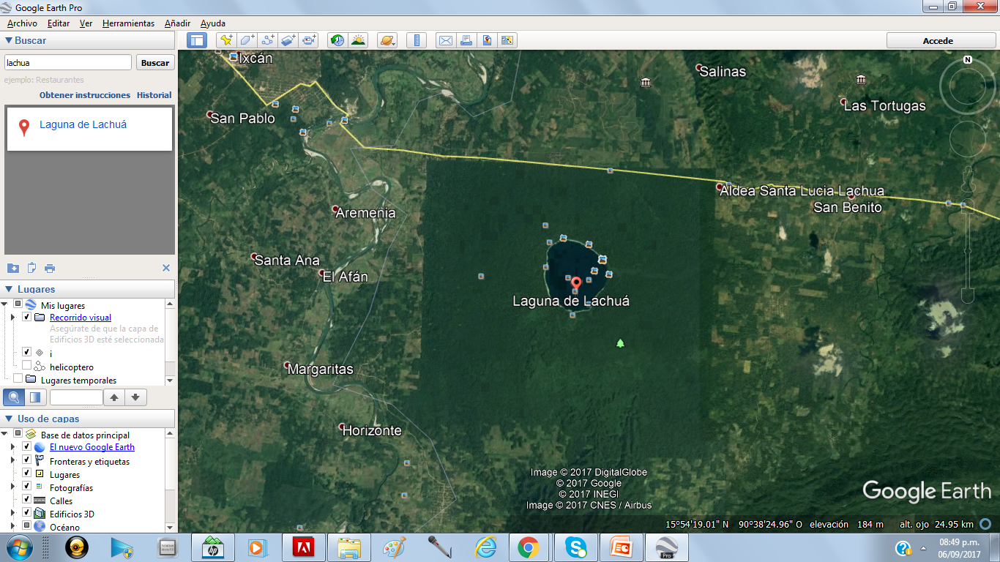 Google Earth Pro
Archivo Editar Ver Herramientas Añadir Ayuda
Buscar
lachua
Buscar
ejemplo: Restaurantes
Obtener instrucciones Historial
Laguna de Lachuá
Lugares
Mis lugares
Recorrido visual
Asegúrate de que la capa de
Edificios 3D esté seleccionada
i
helicoptero
Lugares temporales
Uso de capas
Base de datos principal
El nuevo Google Earth
Fronteras y etiquetas
Lugares
Fotografías
Calles
Edificios 3D
Océano
Accede
N
Ixcán
Salinas
Las Tortugas
San Pablo
Aldea Santa Lucia Lachua
San Benito
Aremenia
Santa Ana
El Afán
Laguna de Lachuá
Margaritas
Horizonte
Image © 2017 DigitalGlobe
© 2017 Google
© 2017 INEGI
Image © 2017 CNES / Airbus
Google Earth
15°54'19.01" N 90°38'24.96" O elevación 184 m alt. ojo 24.95 km
hp
Pro
08:49 p.m.
06/09/2017